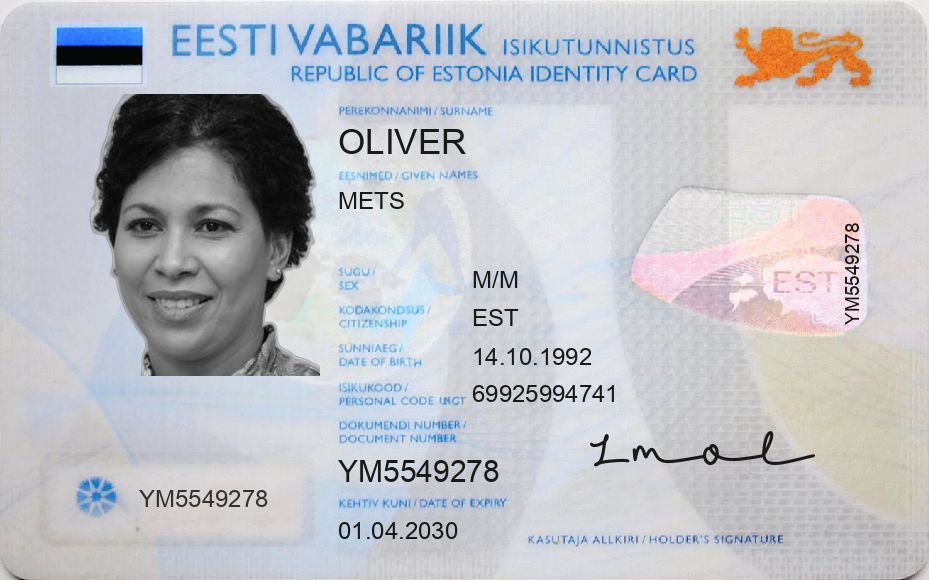 EESTI VABARIIK ISIKUTUNNISTUS
REPUBLIC OF ESTONIA IDENTITY CARD
PEREKONNANIMI / SURNAME
OLIVER
EESNIMED / GIVEN NAMES
METS
SUGU / SEX
M/M
KODAKONDSUS / CITIZENSHIP
EST
SÜNNIAEG / DATE OF BIRTH
14.10.1992
ISIKUKOOD / PERSONAL CODE
69925994741
DOKUMENDI NUMBER / DOCUMENT NUMBER
YM5549278
KEHTIV KUNI / DATE OF EXPIRY
01.04.2030
YM5549278
EST
YM5549278
KASUTAJA ALLKIRI / HOLDER'S SIGNATURE